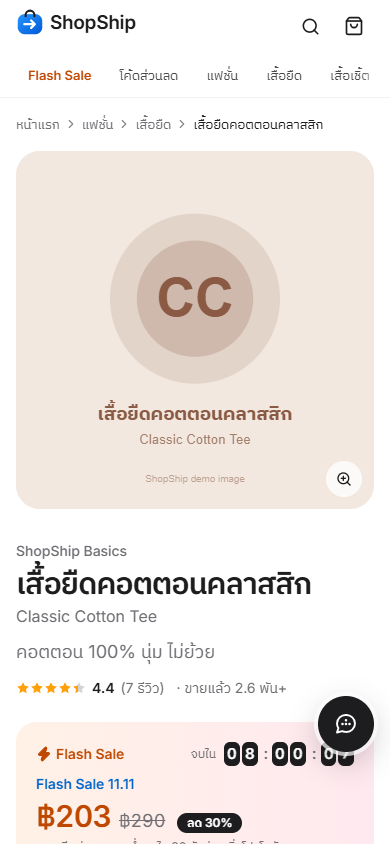 ShopShip
Flash Sale โค้ดส่วนลด แฟชั่น เสื้อยืด เสื้อเชิ้ต
หน้าแรก แฟชั่น เสื้อยืด เสื้อยืดคอตตอนคลาสสิก
CC
เสื้อยืดคอตตอนคลาสสิก
Classic Cotton Tee
ShopShip demo image
ShopShip Basics
เสื้อยืดคอตตอนคลาสสิก
Classic Cotton Tee
คอตตอน 100% นุ่ม ไม่ย้วย
4.4 (7 รีวิว) · ขายแล้ว 2.6 พัน+
Flash Sale จบใน 08 : 00 : 0
Flash Sale 11.11
฿203 ฿290 ลด 30%